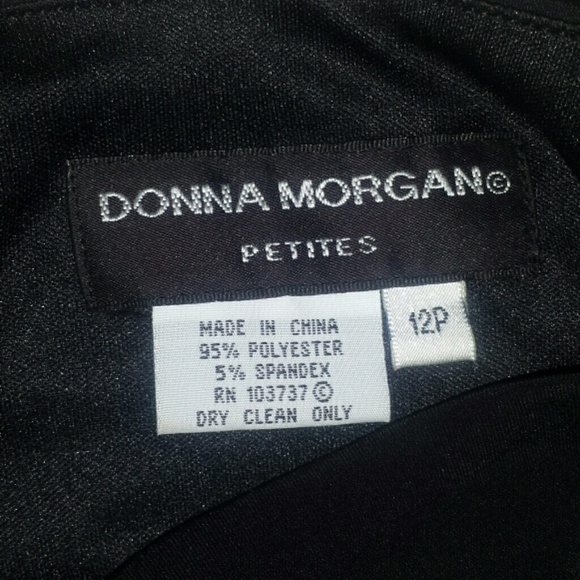 DONNA MORGAN©
PETITES
12P
MADE IN CHINA
95% POLYESTER
5% SPANDEX
RN 103737 ©
DRY CLEAN ONLY